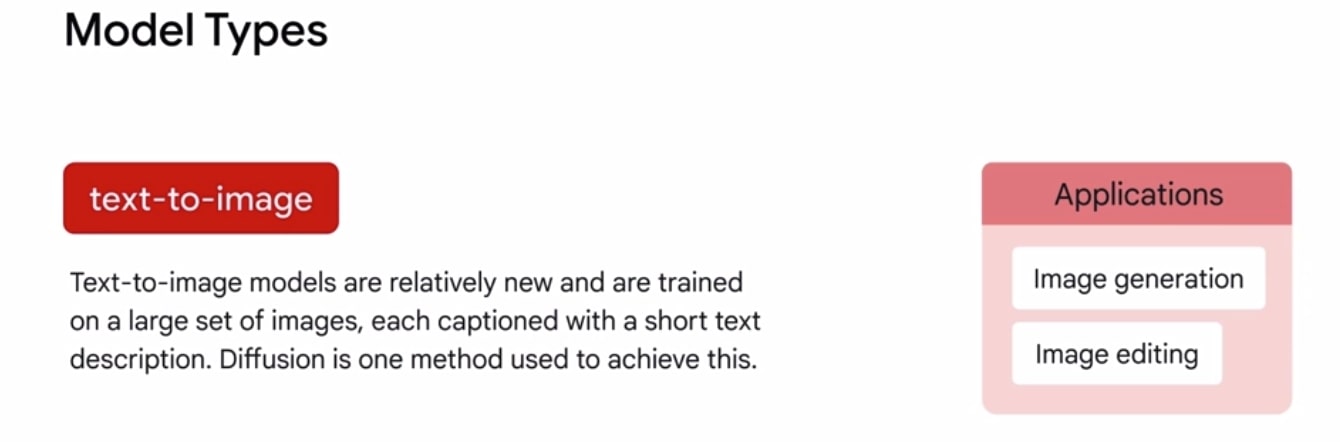 Model Types
text-to-image
Text-to-image models are relatively new and are trained
on a large set of images, each captioned with a short text
description. Diffusion is one method used to achieve this.
Applications
Image generation
Image editing